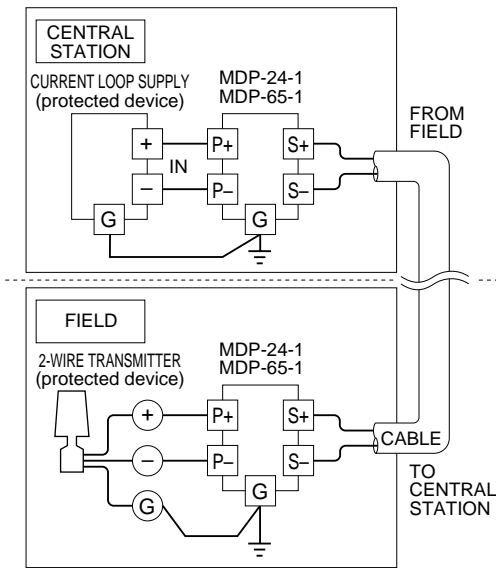 CENTRAL
STATION
CURRENT LOOP SUPPLY
(protected device)
MDP-24-1
MDP-65-1
FROM
FIELD
+
IN
–
G
P+
P–
S+
S–
G
FIELD
2-WIRE TRANSMITTER
(protected device)
MDP-24-1
MDP-65-1
+
–
G
P+
P–
S+
S–
G
CABLE
TO
CENTRAL
STATION